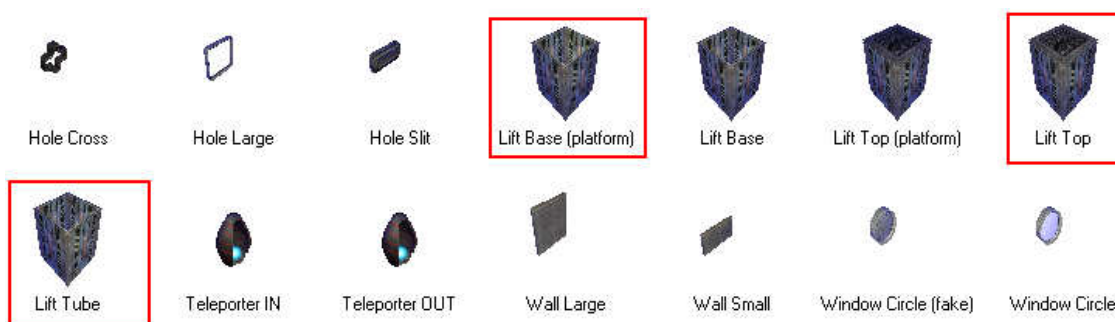 Hole Cross
Hole Large
Hole Slit
Lift Base (platform)
Lift Base
Lift Top (platform)
Lift Top
Lift Tube
Teleporter IN
Teleporter OUT
Wall Large
Wall Small
Window Circle (fake)
Window Circle